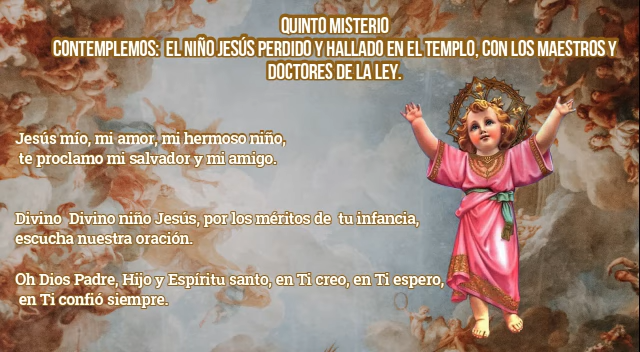 QUINTO MISTERIO
CONTEMPLEMOS: EL NIÑO JESÚS PERDIDO Y HALLADO EN EL TEMPLO, CON LOS MAESTROS Y
DOCTORES DE LA LEY.
Jesús mío, mi amor, mi hermoso niño,
te proclamo mi salvador y mi amigo.
Divino Divino niño Jesús, por los méritos de tu infancia,
escucha nuestra oración.
Oh Dios Padre, Hijo y Espíritu santo, en Ti creo, en Ti espero,
en Ti confió siempre.